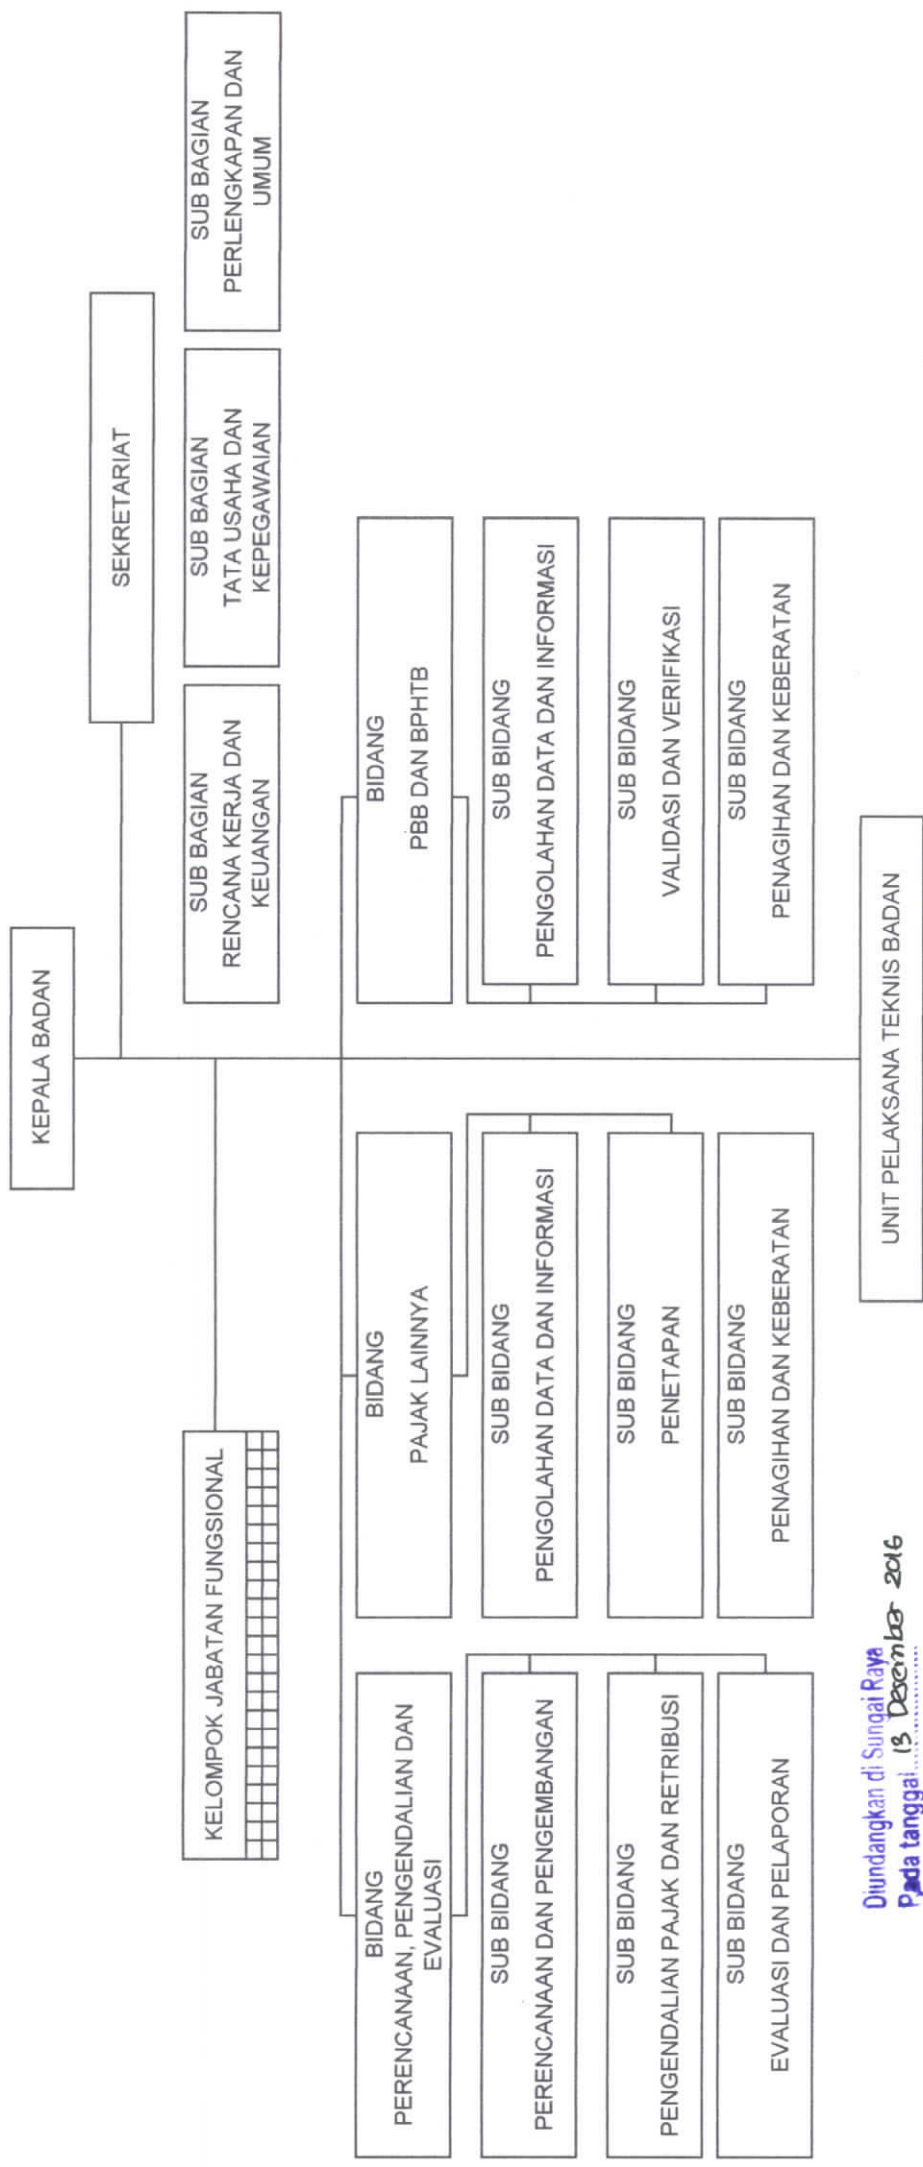 KEPALA BADAN
SEKRETARIAT
KELOMPOK JABATAN FUNGSIONAL
SUB BAGIAN
RENCANA KERJA DAN
KEUANGAN
SUB BAGIAN
TATA USAHA DAN
KEPEGAWAIAN
SUB BAGIAN
PERLENGKAPAN DAN
UMUM
BIDANG
PERENCANAAN, PENGENDALIAN DAN
EVALUASI
SUB BIDANG
PERENCANAAN DAN PENGEMBANGAN
SUB BIDANG
PENGENDALIAN PAJAK DAN RETRIBUSI
SUB BIDANG
EVALUASI DAN PELAPORAN
BIDANG
PAJAK LAINNYA
SUB BIDANG
PENGOLAHAN DATA DAN INFORMASI
SUB BIDANG
PENETAPAN
SUB BIDANG
PENAGIHAN DAN KEBERATAN
BIDANG
PBB DAN BPHTB
SUB BIDANG
PENGOLAHAN DATA DAN INFORMASI
SUB BIDANG
VALIDASI DAN VERIFIKASI
SUB BIDANG
PENAGIHAN DAN KEBERATAN
UNIT PELAKSANA TEKNIS BADAN
Diundangkan di Sungai Raya
Pada tanggal 13 Desember 2016